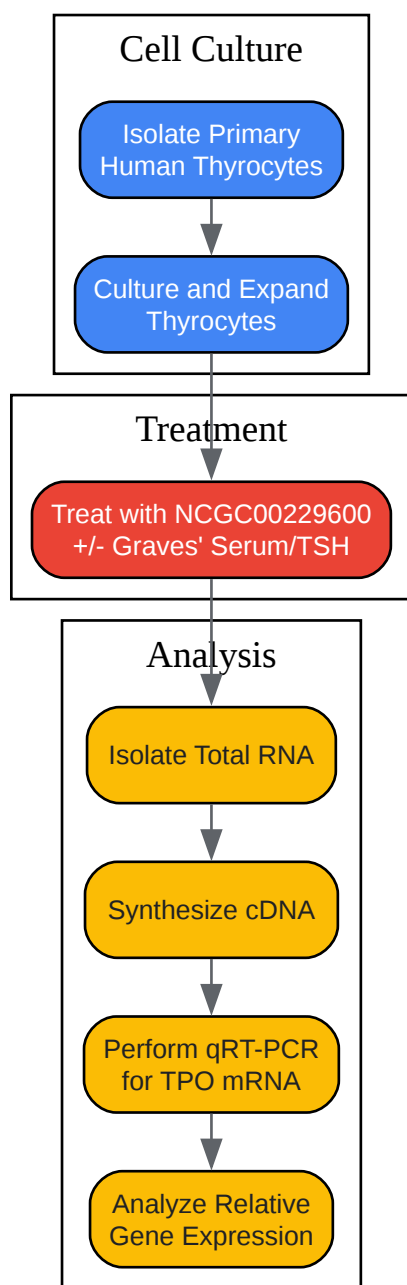 Cell Culture
Isolate Primary
Human Thyrocytes
Culture and Expand
Thyrocytes
Treatment
Treat with NCGC00229600
+/- Graves' Serum/TSH
Analysis
Isolate Total RNA
Synthesize cDNA
Perform qRT-PCR
for TPO mRNA
Analyze Relative
Gene Expression